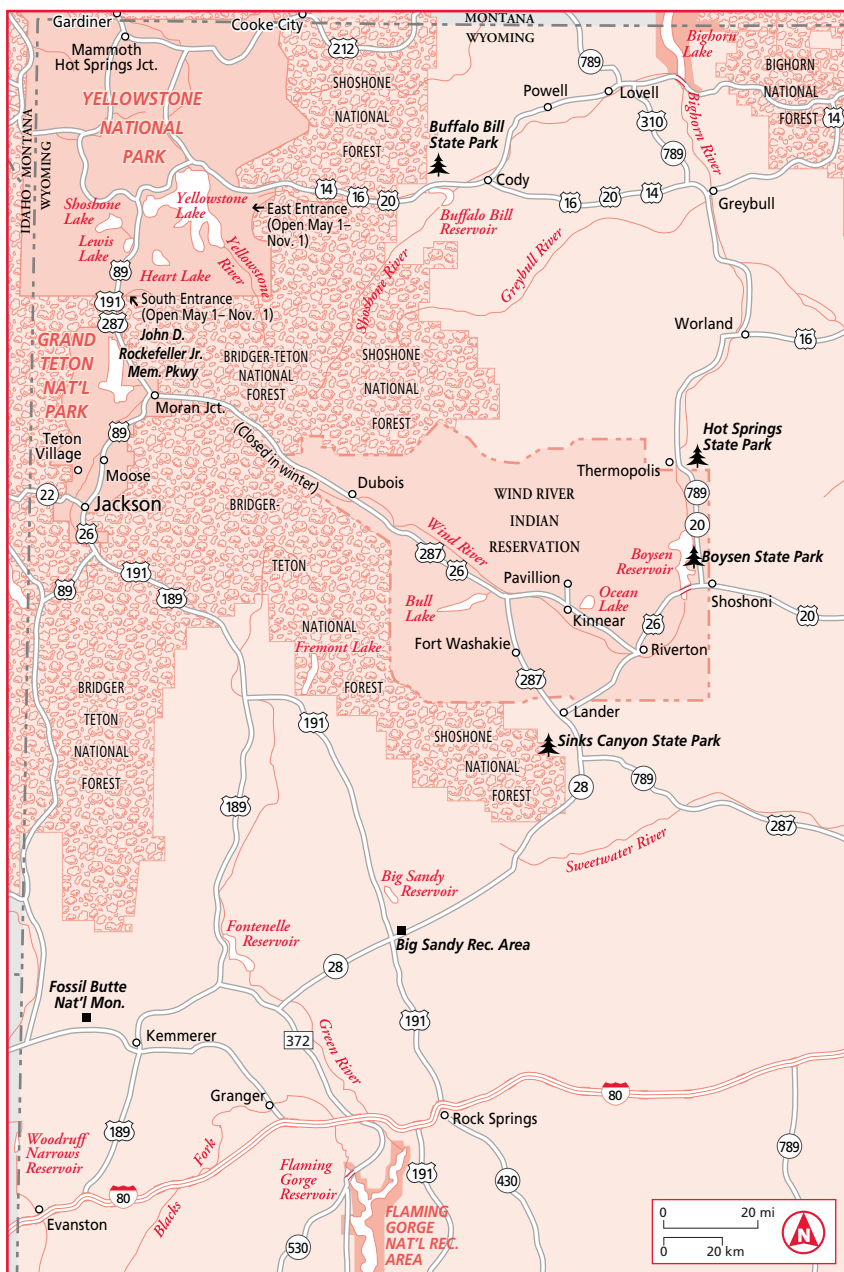 Gardiner
Cooke City
MONTANA
WYOMING
Mammoth
Hot Springs Jct.
212
789
Bighorn
Lake
BIGHORN
NATIONAL
FOREST
14
SHOSHONE
NATIONAL
FOREST
YELLOWSTONE
NATIONAL
PARK
Powell
Lovell
310
789
Bighorn River
Buffalo Bill
State Park
Cody
IDAHO
MONTANA
WYOMING
Shoshone
Lake
Yellowstone
Lake
Lewis
Lake
14
16
20
East Entrance
(Open May 1–
Nov. 1)
Buffalo Bill
Reservoir
16
20
14
Greybull
Heart Lake
Yellowstone
River
Shoshone River
Greybull River
89
191
287
South Entrance
(Open May 1– Nov. 1)
John D.
Rockefeller Jr.
Mem. Pkwy
GRAND
TETON
NAT'L
PARK
BRIDGER-TETON
NATIONAL
FOREST
SHOSHONE
NATIONAL
FOREST
Worland
16
Moran Jct.
89
(Closed in winter)
Teton
Village
Moose
22
Jackson
26
Hot Springs
State Park
Thermopolis
789
20
Dubois
BRIDGER-
TETON
NATIONAL
FOREST
WIND RIVER
INDIAN
RESERVATION
Wind River
287
26
Boysen
Reservoir
Boysen State Park
Pavillion
Ocean
Lake
Shoshoni
20
191
189
89
Bull
Lake
Kinnear
26
Fort Washakie
Riverton
287
Fremont Lake
Lander
BRIDGER
TETON
NATIONAL
FOREST
191
SHOSHONE
NATIONAL
FOREST
Sinks Canyon State Park
28
789
287
189
Sweetwater River
Big Sandy
Reservoir
Fontenelle
Reservoir
Big Sandy Rec. Area
28
Fossil Butte
Nat'l Mon.
Kemmerer
372
Green River
191
Granger
80
Rock Springs
Woodruff
Narrows
Reservoir
189
Blacks Fork
Flaming
Gorge
Reservoir
191
430
789
80
Evanston
530
FLAMING
GORGE
NAT'L REC.
AREA
0 20 mi
0 20 km
N